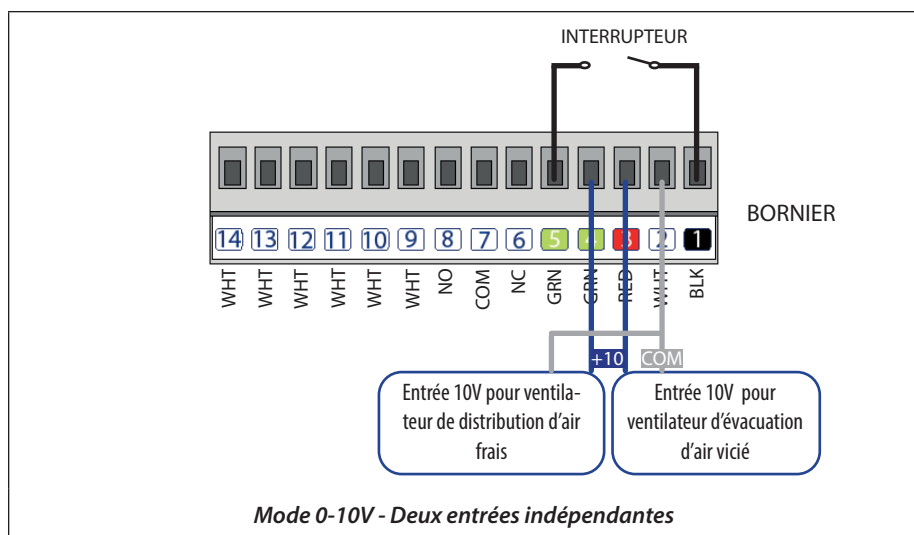 INTERRUPTEUR
BORNIER
14 13 12 11 10 9 8 7 6 5 4 3 2 1
WHT WHT WHT WHT WHT WHT NO COM NC GRN GRN RED WHT BLK
+10 COM
Entrée 10V pour ventila-
teur de distribution d'air
frais
Entrée 10V pour
ventilateur d'évacuation
d'air vicié
Mode 0-10V - Deux entrées indépendantes